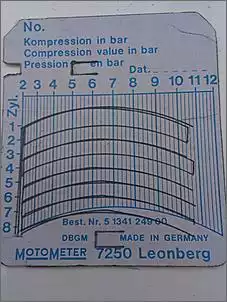 No.
Kompression in bar
Compression value in bar
Pression en bar
Dat.
2 3 4 5 6 7 8 9 10 11 12
Zyl.
1
2
3
4
5
6
7
8
Best. Nr. 5 1341 249 00
DBGM MADE IN GERMANY
MOTOMETER 7250 Leonberg